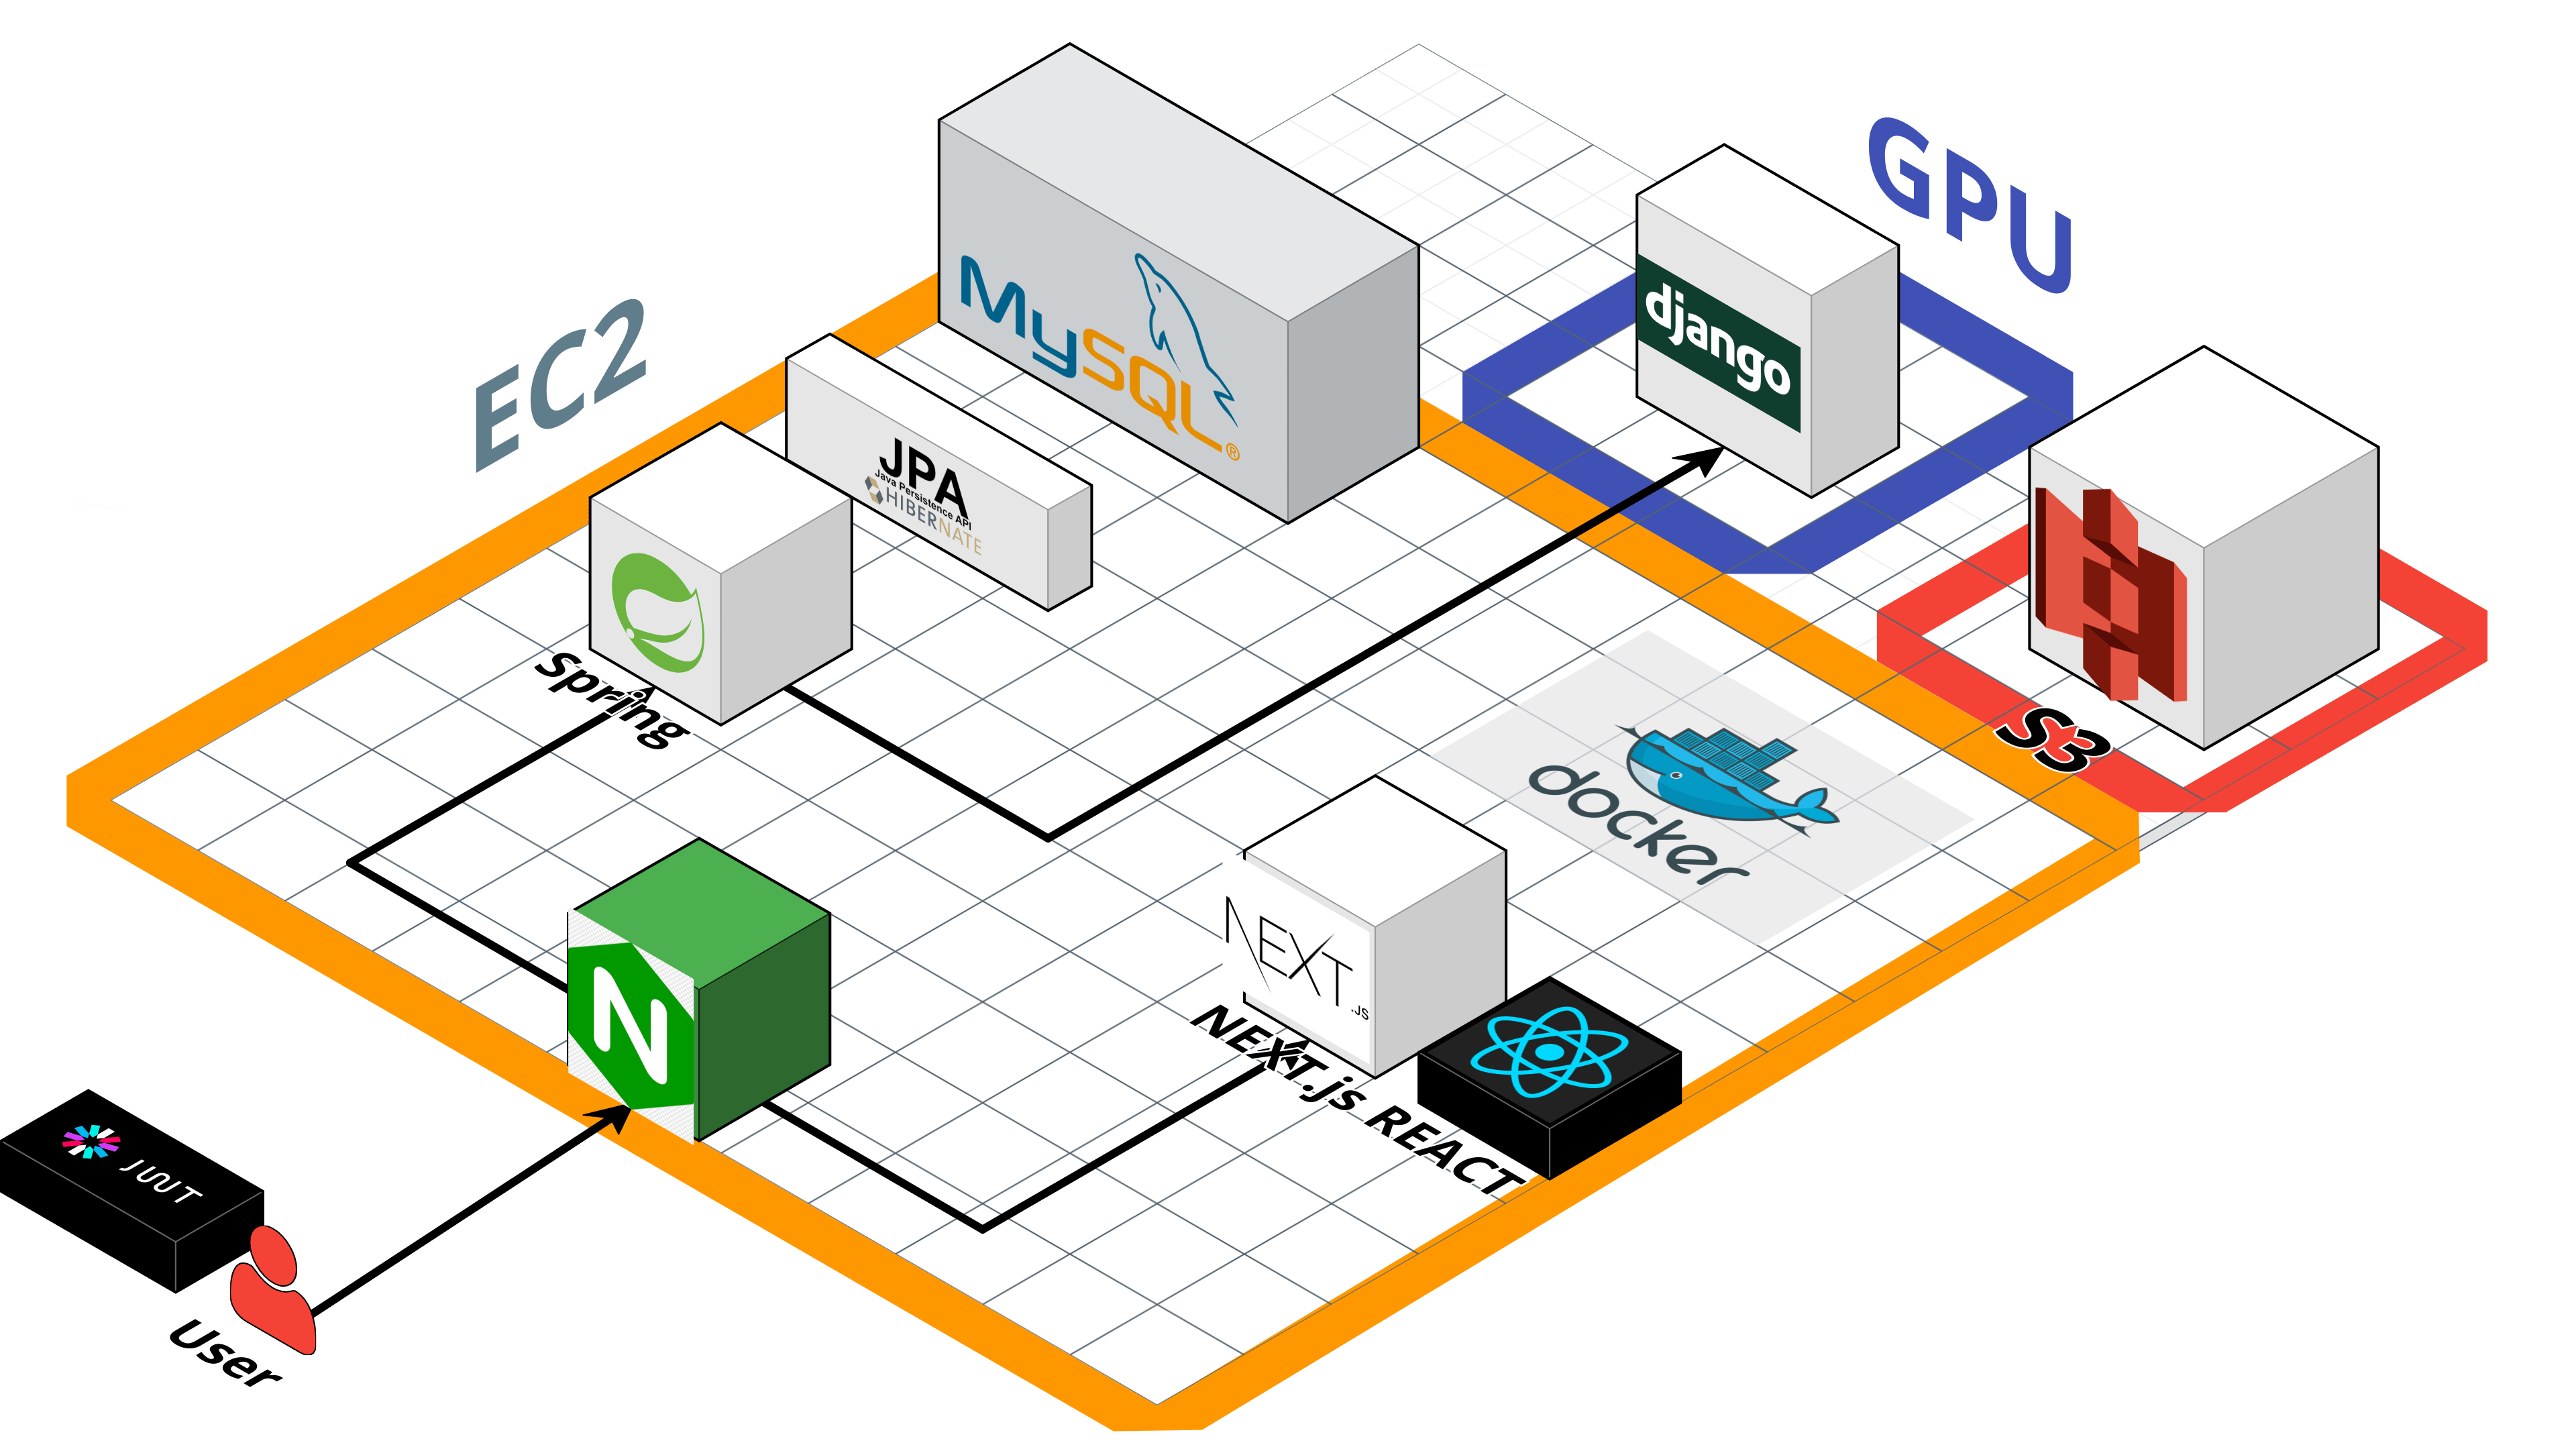 GPU
EC2
MySQL®
django
JPA
Java Persistence API
HIBERNATE
Spring
S3
docker
NEXT.JS
N
NEXT.js REACT
JWT
User